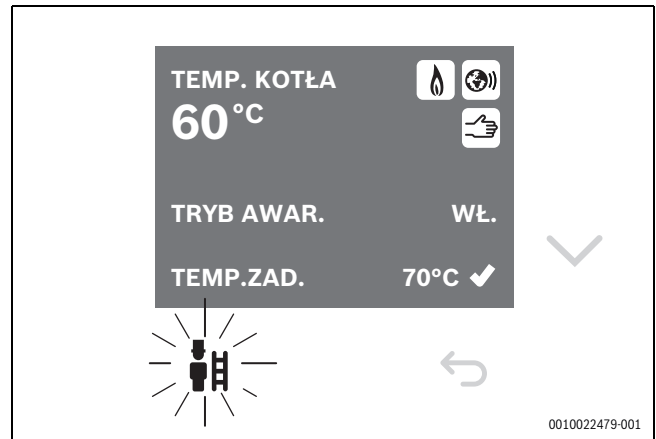 TEMP. KOTŁA
60°C
TRYB AWAR. WŁ.
TEMP.ZAD. 70°C
0010022479-001